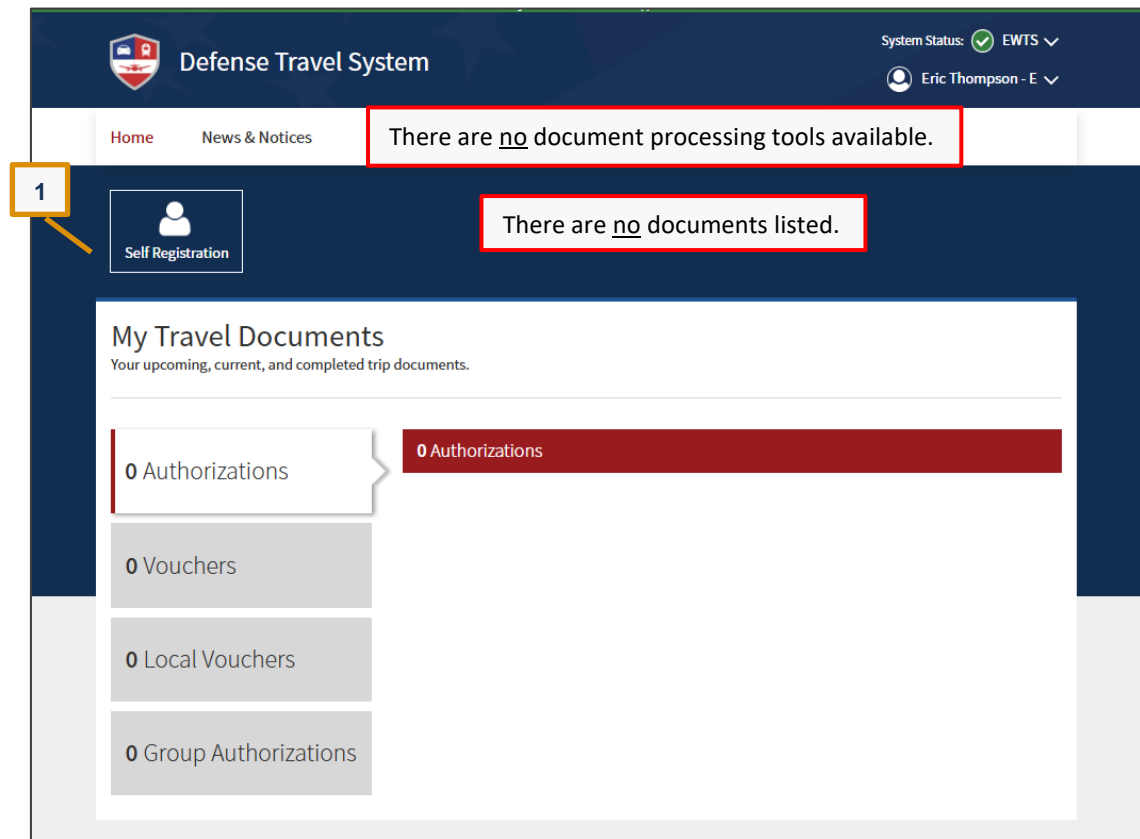 Defense Travel System
System Status: EWTS
Eric Thompson - E
Home News & Notices
There are no document processing tools available.
1
Self Registration
There are no documents listed.
My Travel Documents
Your upcoming, current, and completed trip documents.
0 Authorizations
0 Authorizations
0 Vouchers
0 Local Vouchers
0 Group Authorizations